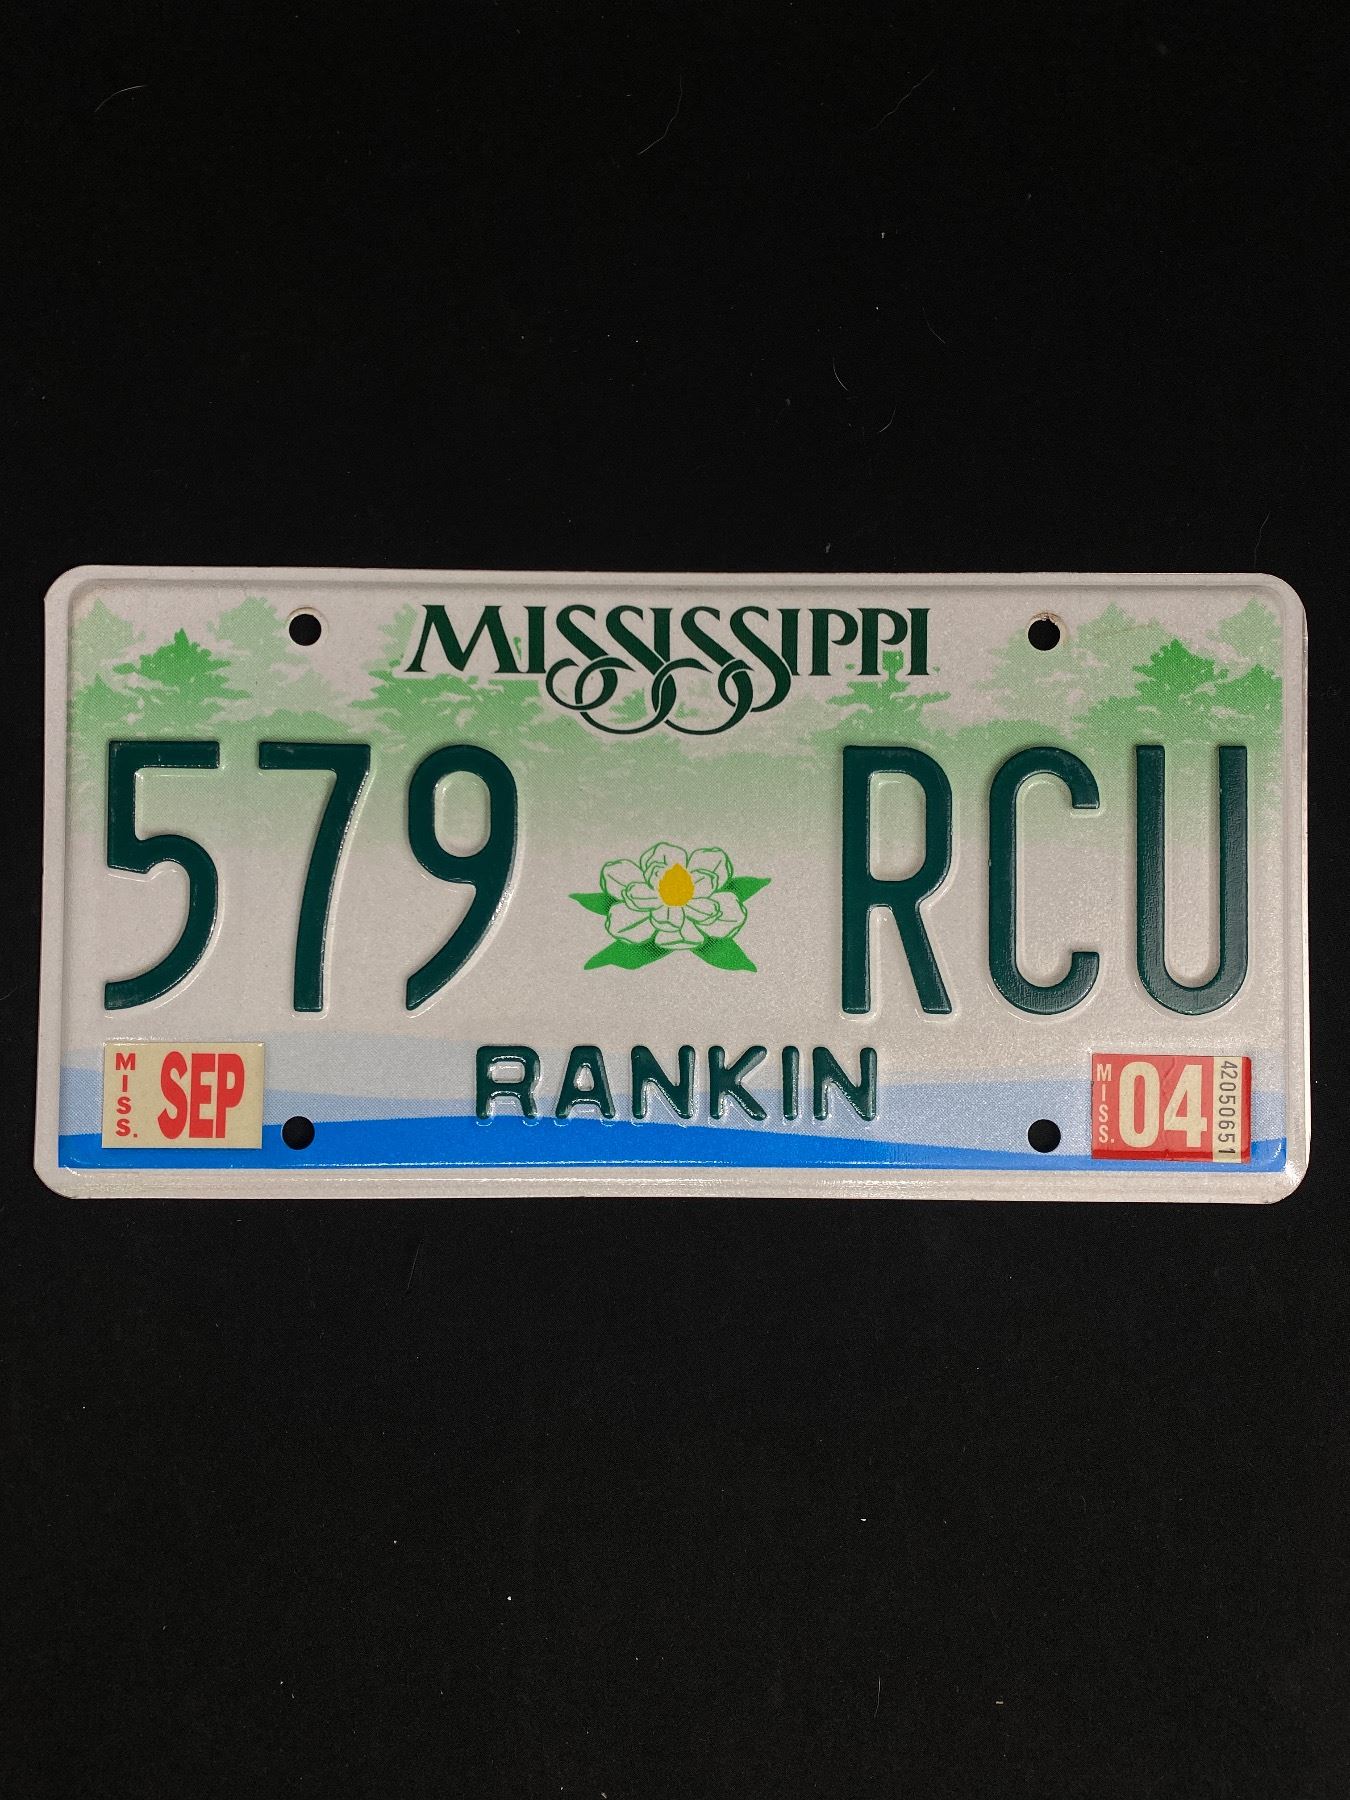 MISSISSIPPI
579 RCU
RANKIN
MISS. SEP
MISS. 04 42050651